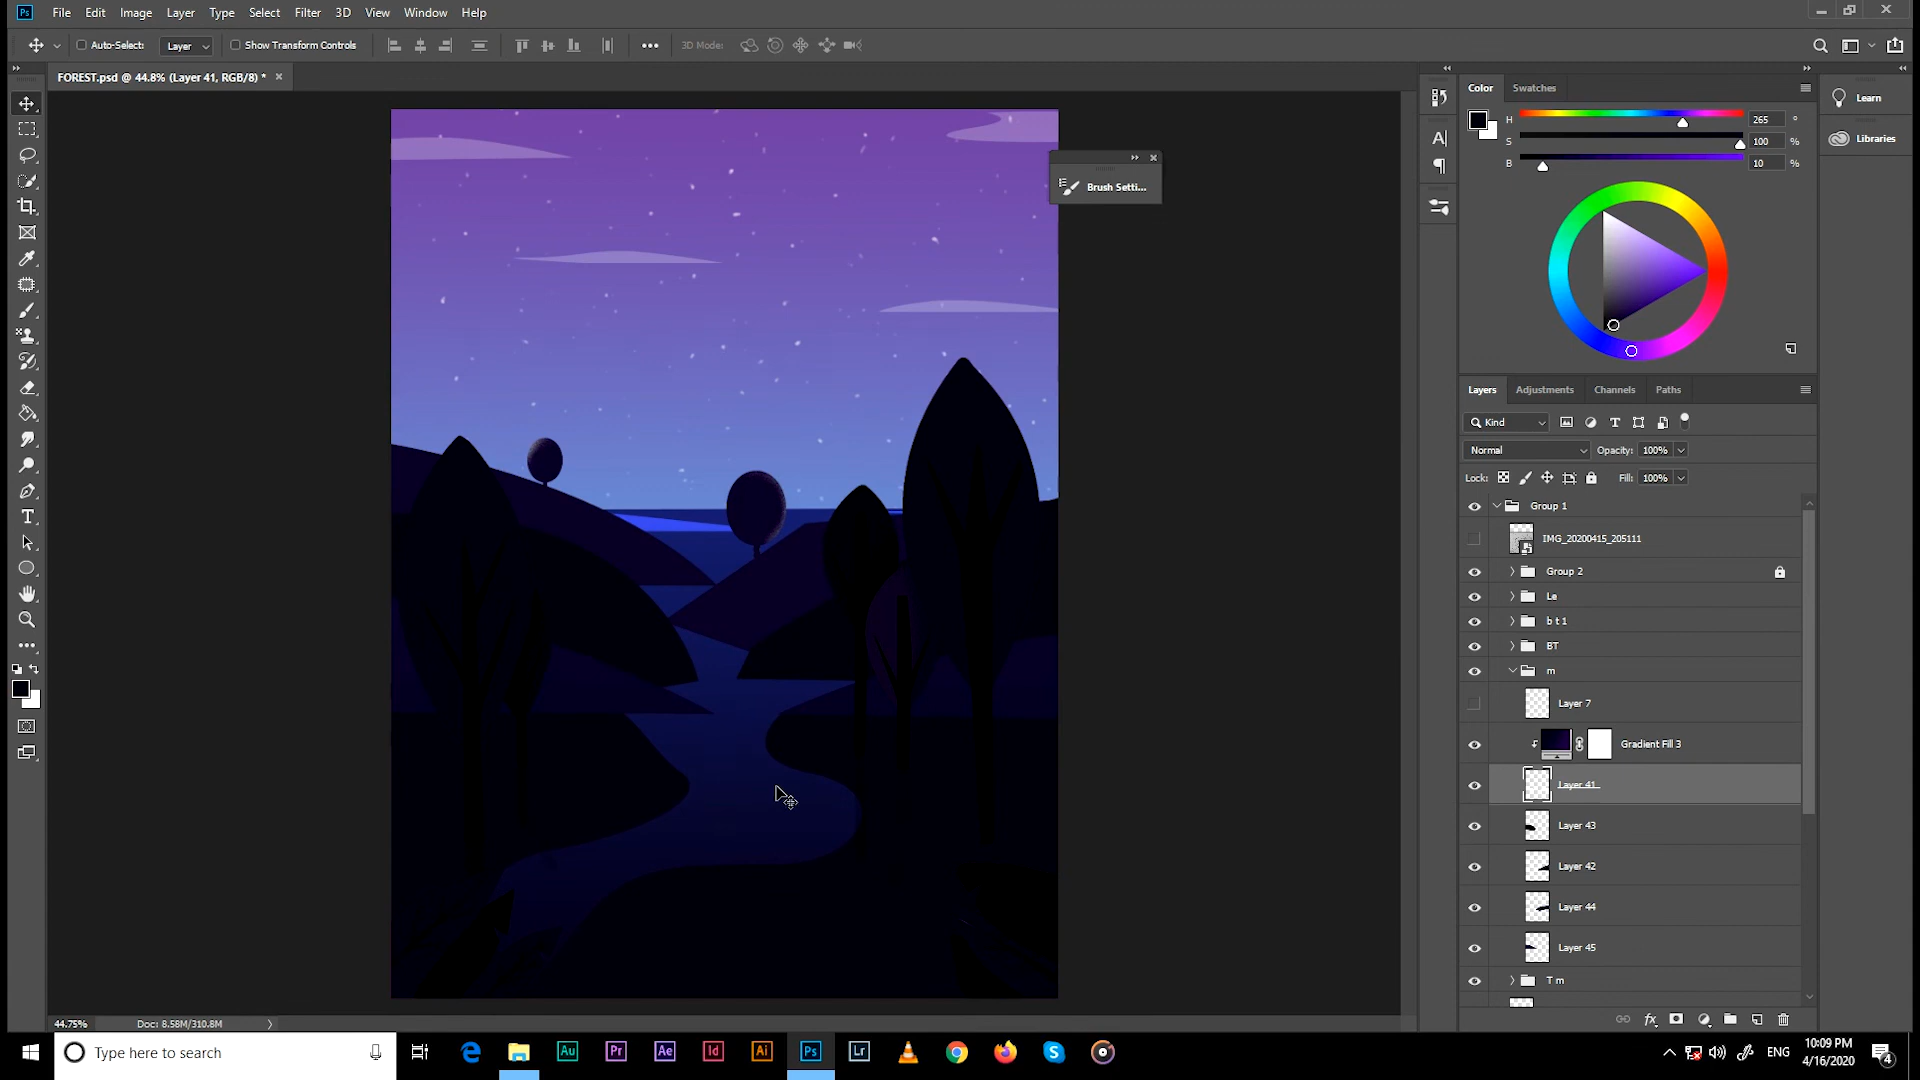 Ps File Edit Image Layer Type Select Filter 3D View Window Help
Auto-Select: Layer Show Transform Controls 3D Mode:
FOREST.psd @ 44.8% (Layer 41, RGB/8) *
Color Swatches
H 265 °
S 100 %
B 10 %
Learn
Libraries
Brush Setti...
Layers Adjustments Channels Paths
Kind
Normal Opacity: 100%
Lock: Fill: 100%
Group 1
IMG_20200415_205111
Group 2
Le
b t 1
BT
m
Layer 7
Gradient Fill 3
Layer 41
Layer 43
Layer 42
Layer 44
Layer 45
T m
44.75% Doc: 8.58M/310.8M
Type here to search
Au Pr Ae Id Ai Ps Lr
ENG
10:09 PM
4/16/2020
4